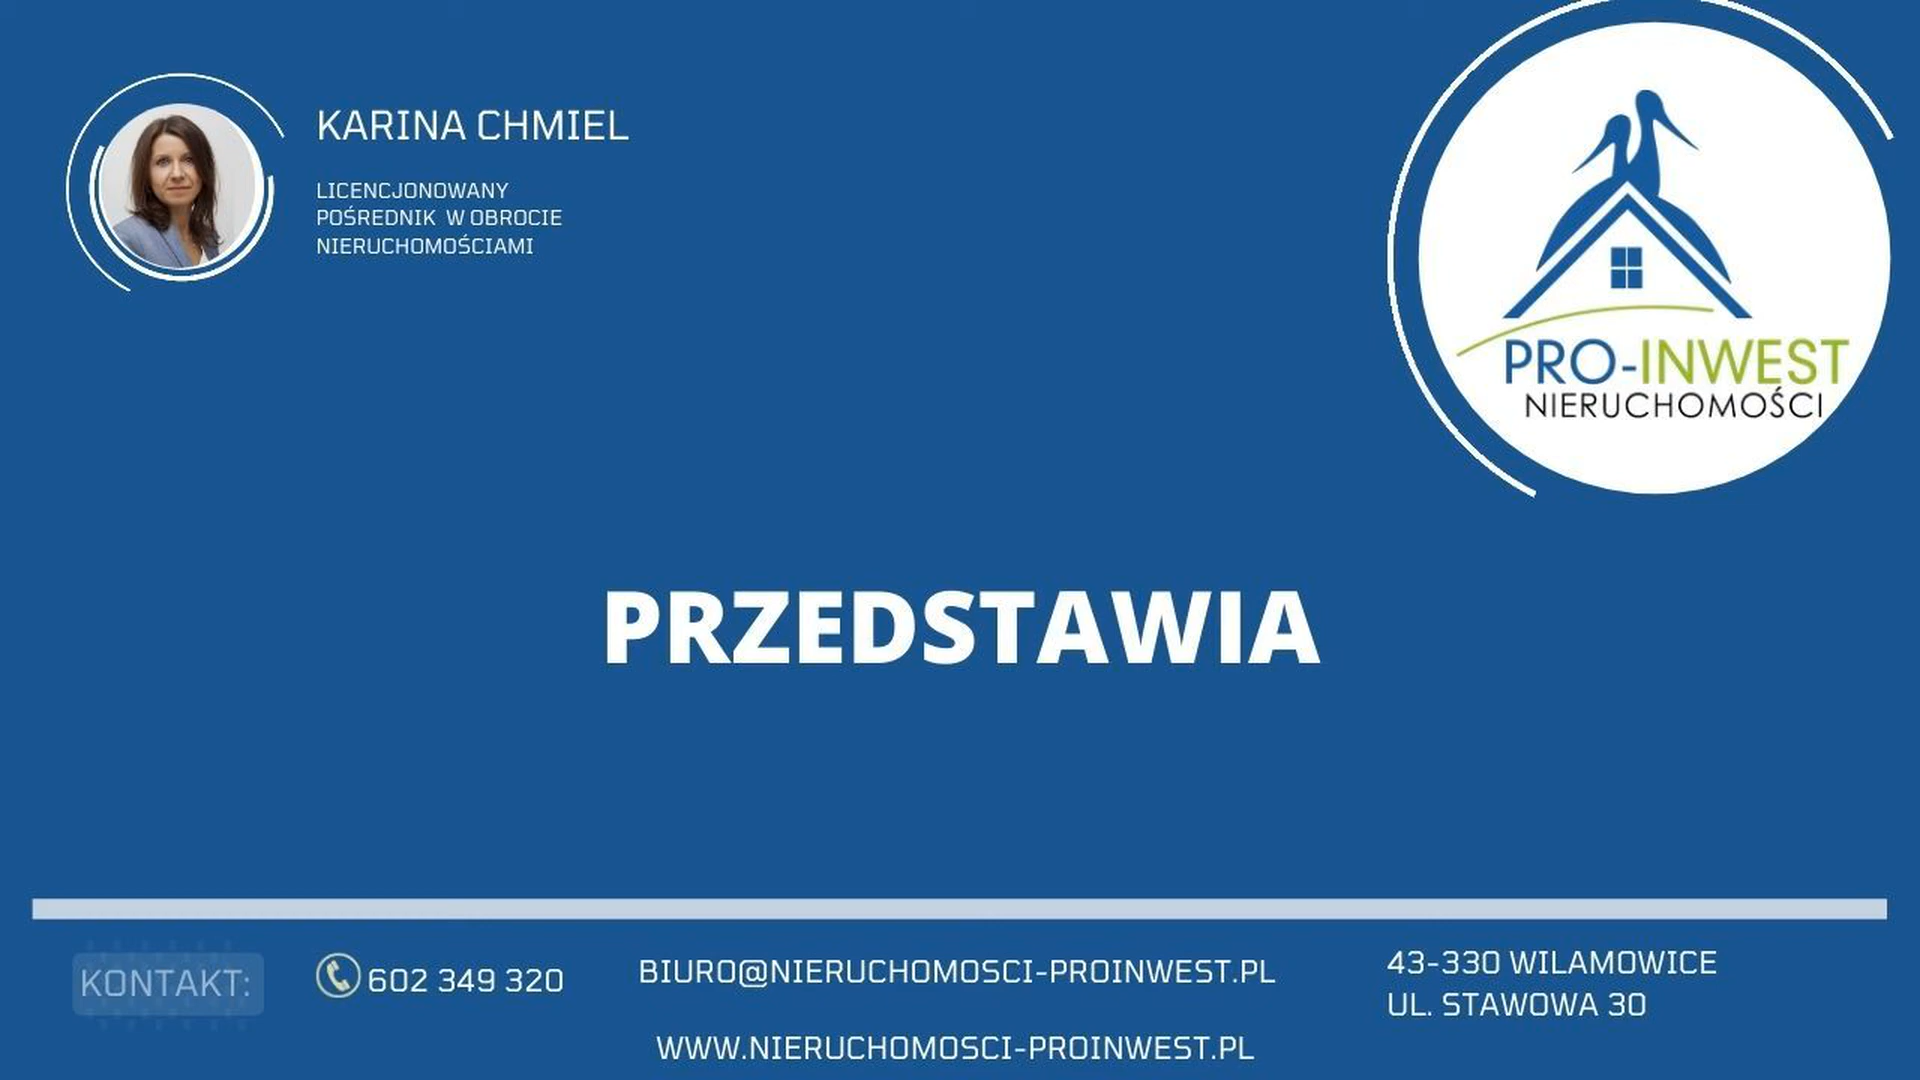 KARINA CHMIEL
LICENCJONOWANY
POŚREDNIK W OBROCIE
NIERUCHOMOŚCIAMI
PRO-INWEST
NIERUCHOMOŚCI
PRZEDSTAWIA
KONTAKT:
602 349 320
BIURO@NIERUCHOMOSCI-PROINWEST.PL
WWW.NIERUCHOMOSCI-PROINWEST.PL
43-330 WILAMOWICE
UL. STAWOWA 30